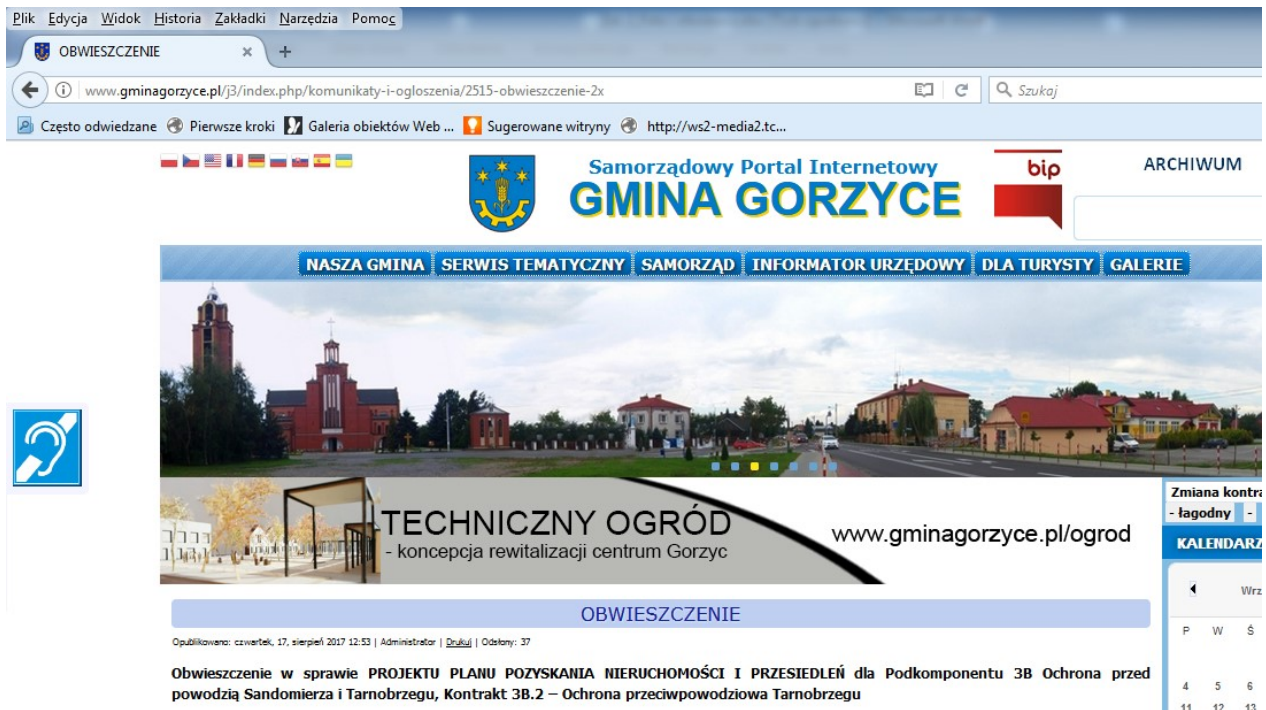 Plik Edycja Widok Historia Zakładki Narzędzia Pomoc
OBWIESZCZENIE × +
www.gminagorzyce.pl/j3/index.php/komunikaty-i-ogloszenia/2515-obwieszczenie-2x
Szukaj
Często odwiedzane Pierwsze kroki Galeria obiektów Web ... Sugerowane witryny http://ws2-media2.tc...
Samorządowy Portal Internetowy
GMINA GORZYCE
bip
ARCHIWUM
NASZA GMINA SERWIS TEMATYCZNY SAMORZĄD INFORMATOR URZĘDOWY DLA TURYSTY GALERIE
TECHNICZNY OGRÓD
- koncepcja rewitalizacji centrum Gorzyc
www.gminagorzyce.pl/ogrod
Zmiana kontra
- łagodny -
KALENDARZ
Wrz
P W Ś
4 5 6
11 12 13
OBWIESZCZENIE
Opublikowano: czwartek, 17, sierpień 2017 12:53 | Administrator | Drukuj | Odsłony: 37
Obwieszczenie w sprawie PROJEKTU PLANU POZYSKANIA NIERUCHOMOŚCI I PRZESIEDLEŃ dla Podkomponentu 3B Ochrona przed
powodzią Sandomierza i Tarnobrzegu, Kontrakt 3B.2 – Ochrona przeciwpowodziowa Tarnobrzegu